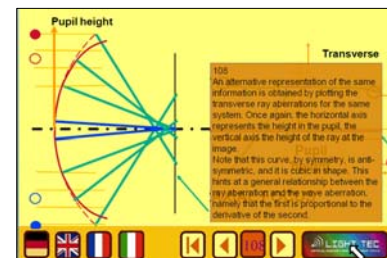 Pupil height
Transverse
108
An alternative representation of the same
information is obtained by plotting the
transverse ray aberrations for the same
system. Once again, the horizontal axis
represents the height in the pupil, the
vertical axis the height of the ray at the
image.
Note that this curve, by symmetry, is anti-
symmetric, and it is cubic in shape. This
hints at a general relationship between the
ray aberration and the wave aberration,
namely that the first is proportional to the
derivative of the second.
Pupil
108
LIGHT TEC